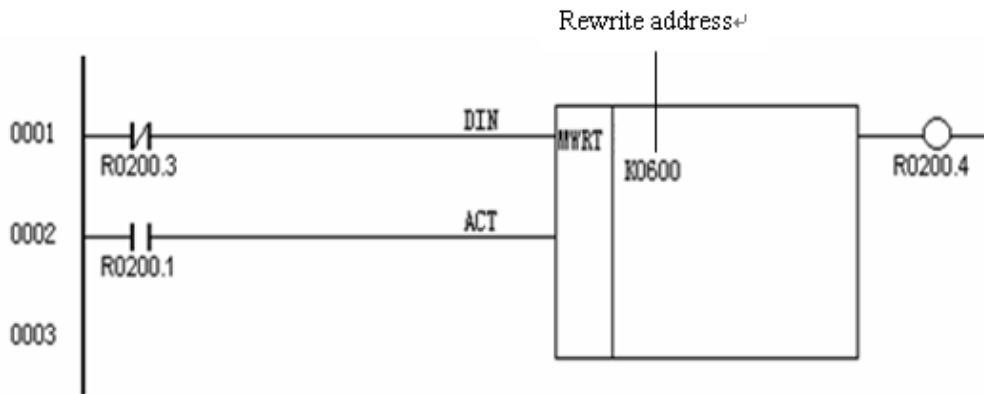 Rewrite address↵
0001 DIN MWRT
R0200.3 K0600 R0200.4
0002 ACT
R0200.1
0003